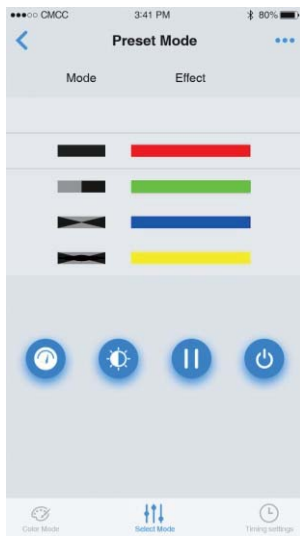 ●●●○○ CMCC 3:41 PM 80%
Preset Mode •••
Mode Effect
Color Mode Select Mode Timing settings